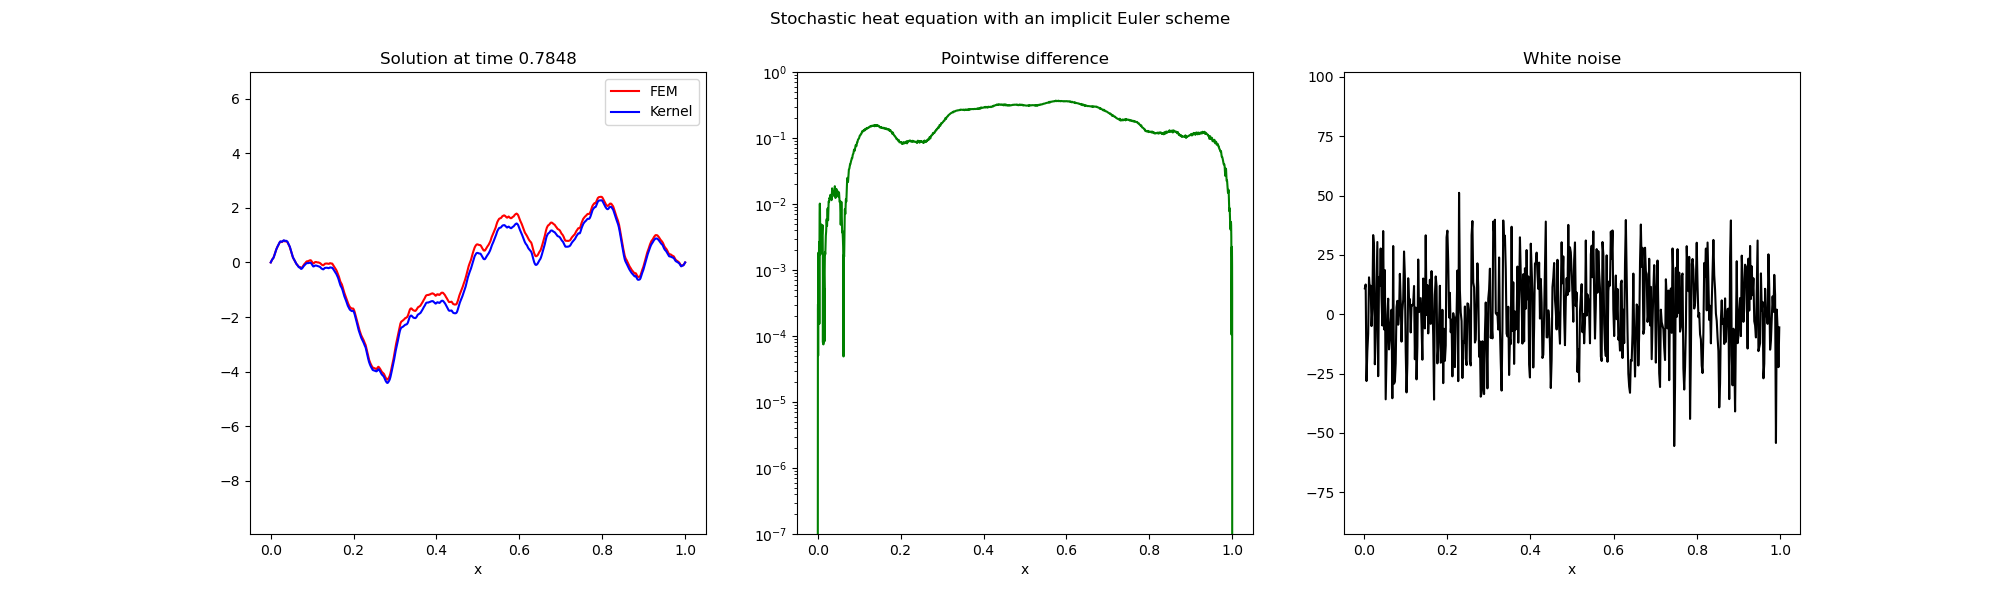 Stochastic heat equation with an implicit Euler scheme
Solution at time 0.7848
FEM
Kernel
6
4
2
0
−2
−4
−6
−8
0.0 0.2 0.4 0.6 0.8 1.0
x
Pointwise difference
10^0
10^−1
10^−2
10^−3
10^−4
10^−5
10^−6
10^−7
0.0 0.2 0.4 0.6 0.8 1.0
x
White noise
100
75
50
25
0
−25
−50
−75
0.0 0.2 0.4 0.6 0.8 1.0
x